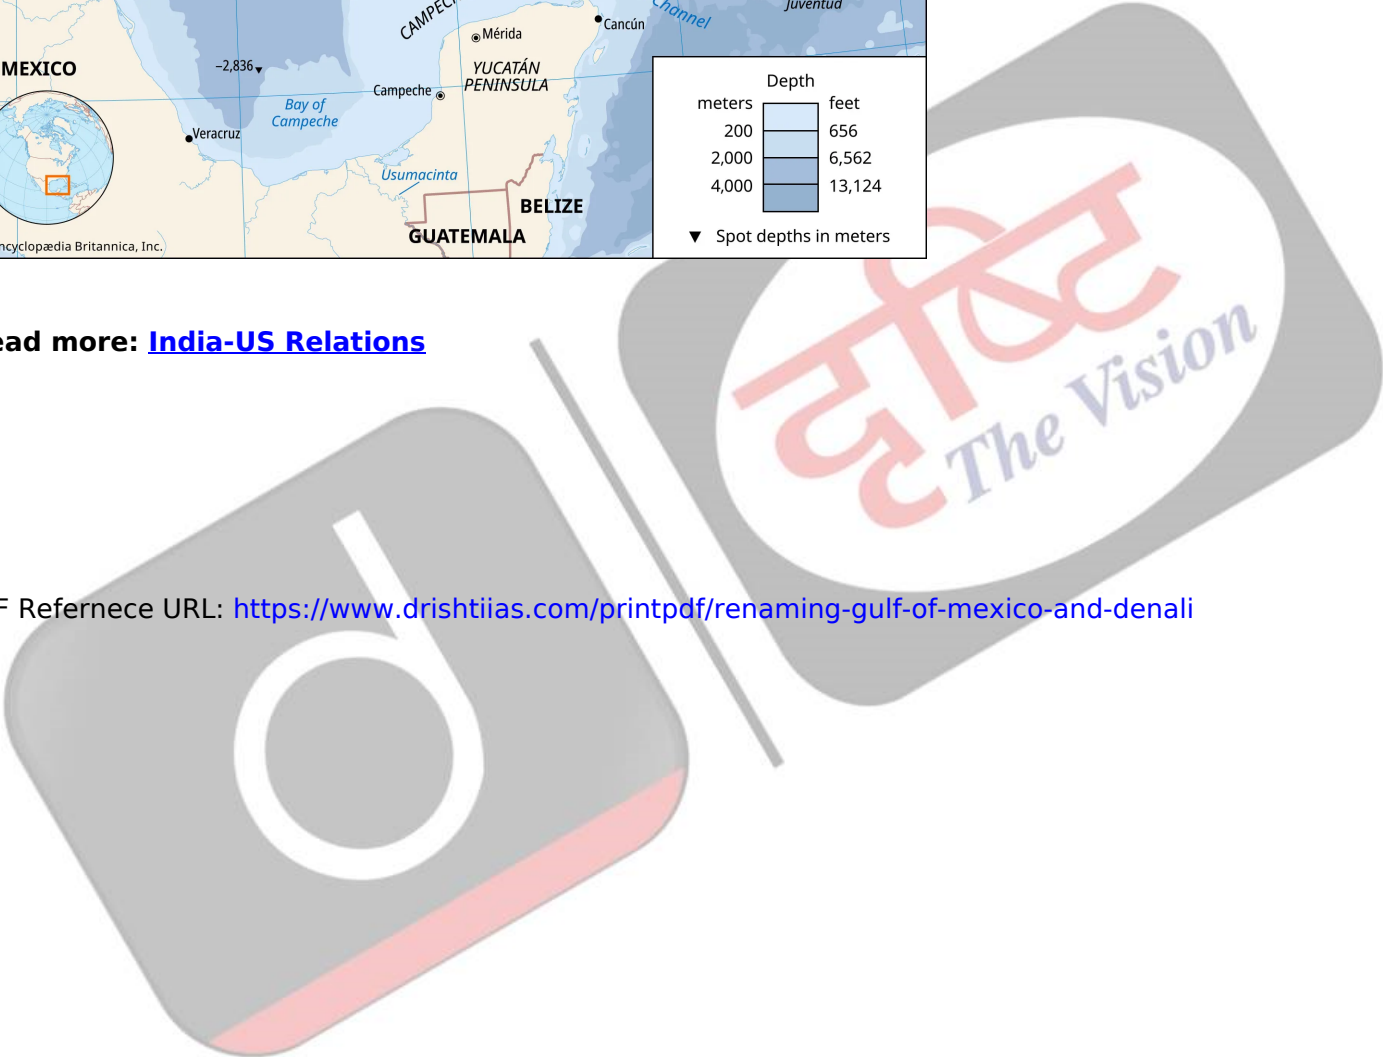 CAMPEC
Channel
Juventud
Cancún
Mérida
MEXICO
−2,836
YUCATÁN
PENINSULA
Campeche
Bay of
Campeche
Veracruz
Usumacinta
BELIZE
GUATEMALA
ncyclopædia Britannica, Inc.
Depth
meters feet
200 656
2,000 6,562
4,000 13,124
▼ Spot depths in meters
ead more: India-US Relations
F Refernece URL: https://www.drishtiias.com/printpdf/renaming-gulf-of-mexico-and-denali
दृष्टि
The Vision
d